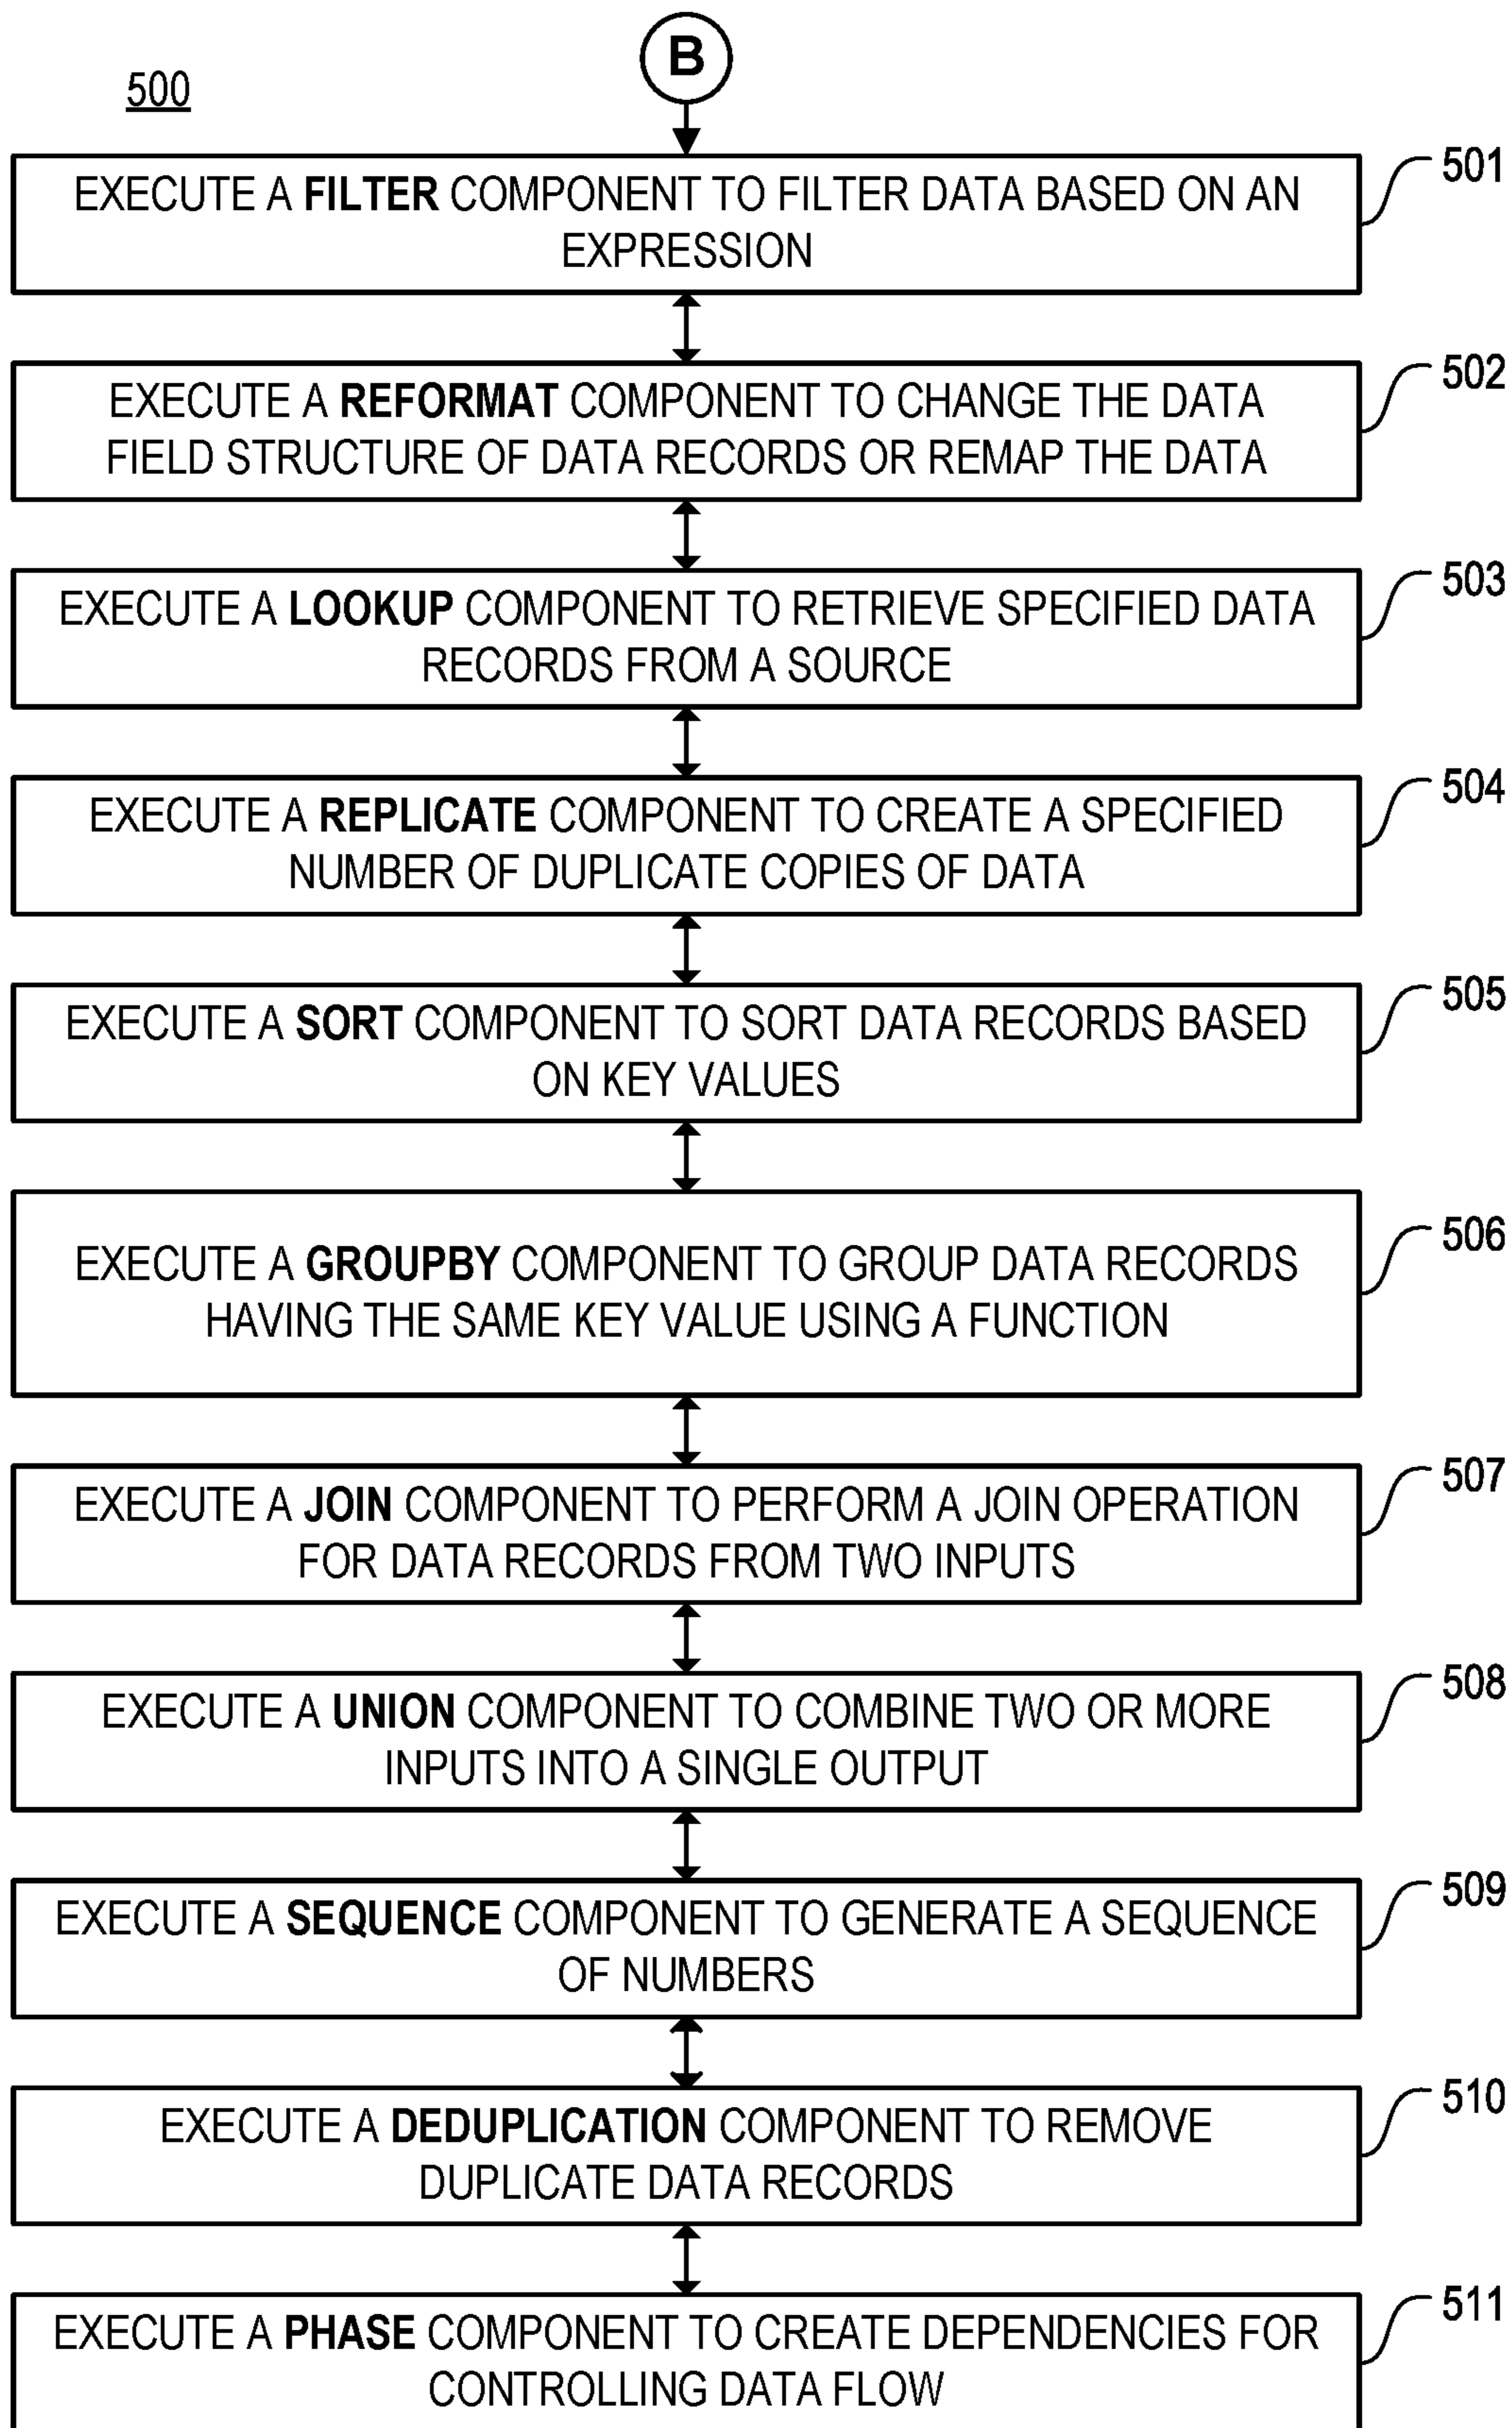 B
500
501
EXECUTE A FILTER COMPONENT TO FILTER DATA BASED ON AN
EXPRESSION
502
EXECUTE A REFORMAT COMPONENT TO CHANGE THE DATA
FIELD STRUCTURE OF DATA RECORDS OR REMAP THE DATA
503
EXECUTE A LOOKUP COMPONENT TO RETRIEVE SPECIFIED DATA
RECORDS FROM A SOURCE
504
EXECUTE A REPLICATE COMPONENT TO CREATE A SPECIFIED
NUMBER OF DUPLICATE COPIES OF DATA
505
EXECUTE A SORT COMPONENT TO SORT DATA RECORDS BASED
ON KEY VALUES
506
EXECUTE A GROUPBY COMPONENT TO GROUP DATA RECORDS
HAVING THE SAME KEY VALUE USING A FUNCTION
507
EXECUTE A JOIN COMPONENT TO PERFORM A JOIN OPERATION
FOR DATA RECORDS FROM TWO INPUTS
508
EXECUTE A UNION COMPONENT TO COMBINE TWO OR MORE
INPUTS INTO A SINGLE OUTPUT
509
EXECUTE A SEQUENCE COMPONENT TO GENERATE A SEQUENCE
OF NUMBERS
510
EXECUTE A DEDUPLICATION COMPONENT TO REMOVE
DUPLICATE DATA RECORDS
511
EXECUTE A PHASE COMPONENT TO CREATE DEPENDENCIES FOR
CONTROLLING DATA FLOW